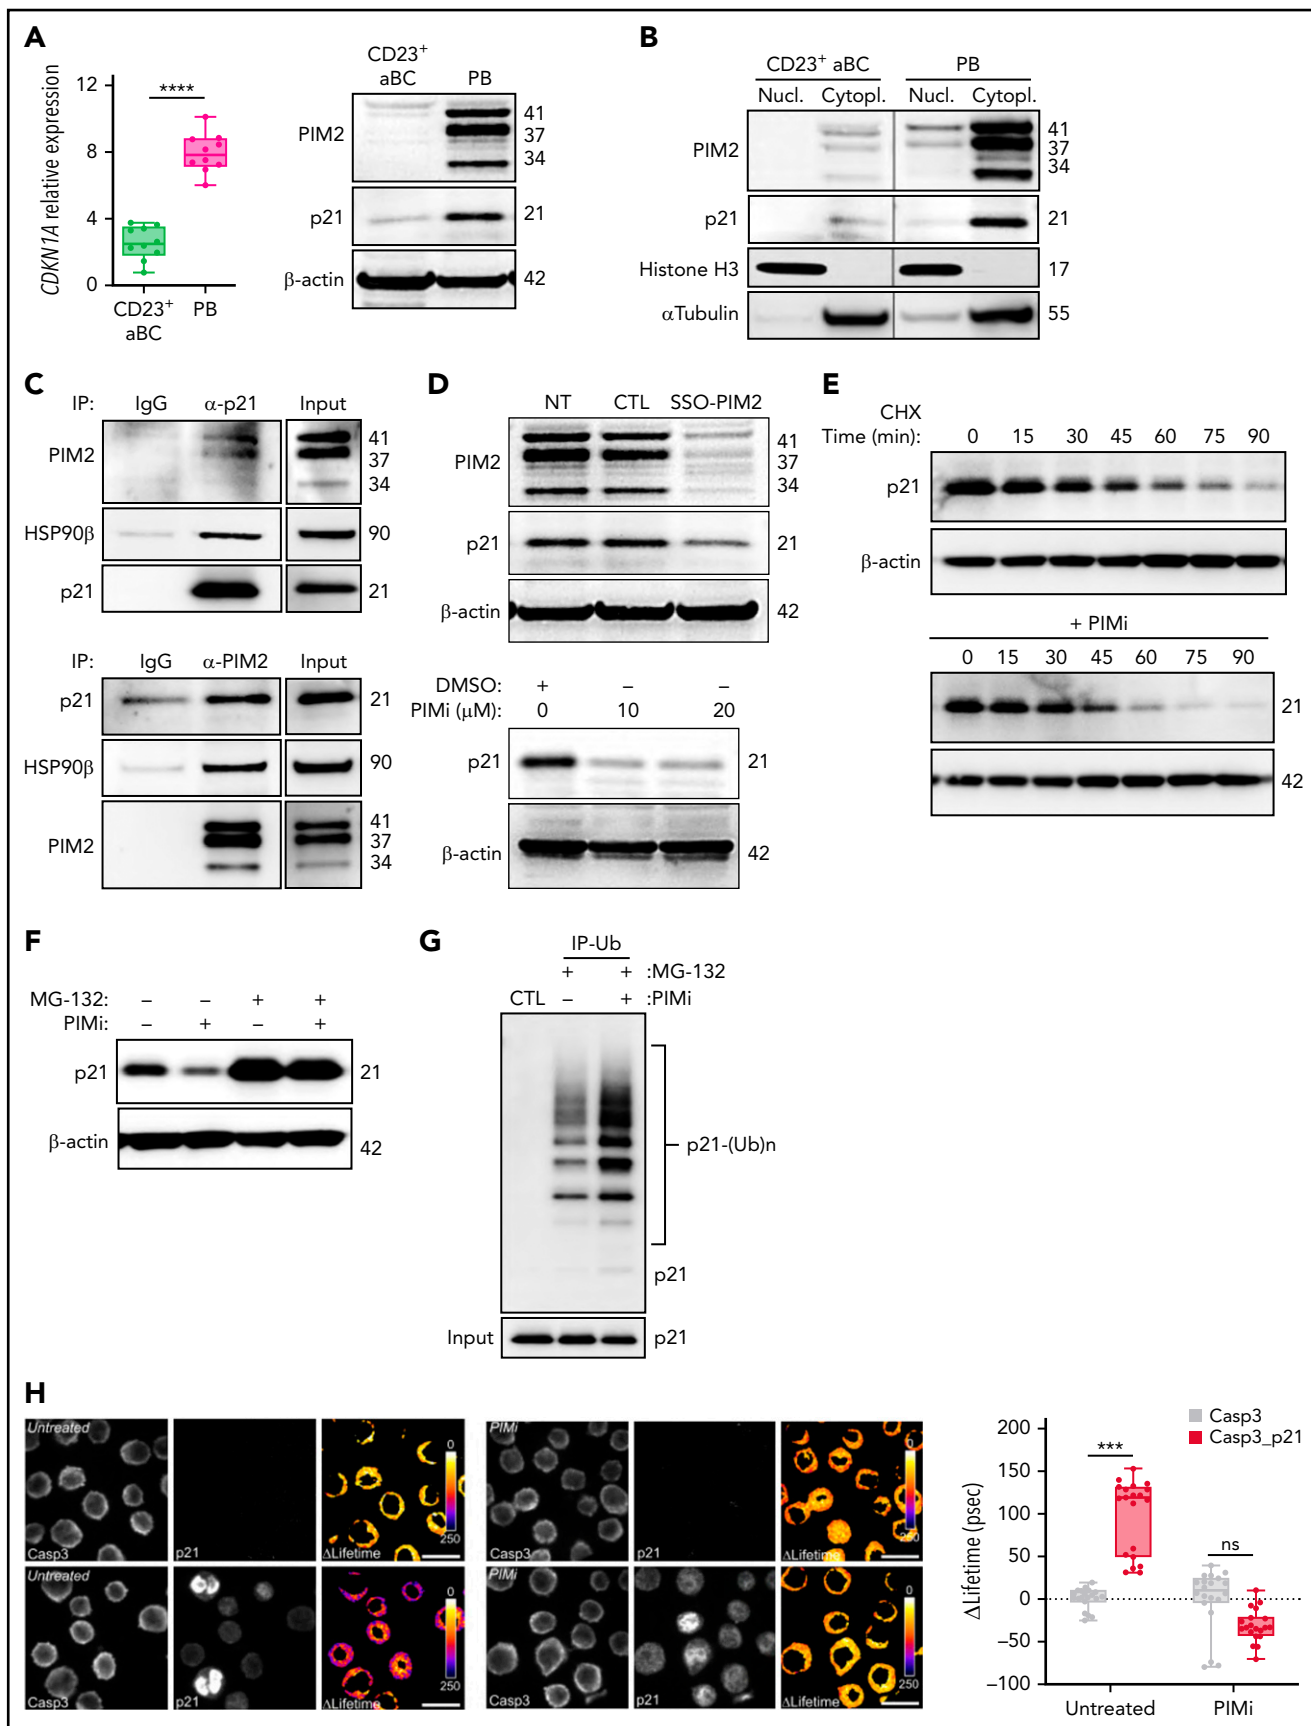 A
CDKN1A relative expression
12
8
4
0
****
CD23+
aBC
PB
CD23+
aBC
PB
PIM2
41
37
34
p21
21
β-actin
42
B
CD23+ aBC
PB
Nucl. Cytopl. Nucl. Cytopl.
PIM2
41
37
34
p21
21
Histone H3
17
αTubulin
55
C
IP: IgG α-p21 Input
PIM2
41
37
34
HSP90β
90
p21
21
IP: IgG α-PIM2 Input
p21
21
HSP90β
90
PIM2
41
37
34
D
NT CTL SSO-PIM2
PIM2
41
37
34
p21
21
β-actin
42
DMSO: + – –
PIMi (μM): 0 10 20
p21
21
β-actin
42
E
CHX
Time (min): 0 15 30 45 60 75 90
p21
β-actin
+ PIMi
0 15 30 45 60 75 90
21
42
F
MG-132: – – + +
PIMi: – + – +
p21
21
β-actin
42
G
IP-Ub
+ + :MG-132
CTL – + :PIMi
p21-(Ub)n
p21
Input
p21
H
Untreated
Casp3
p21
ΔLifetime
0
250
PIMi
Casp3
p21
ΔLifetime
0
250
Untreated
Casp3
p21
ΔLifetime
0
250
PIMi
Casp3
p21
ΔLifetime
0
250
Casp3
Casp3_p21
ΔLifetime (psec)
200
150
100
50
0
−50
−100
***
ns
Untreated
PIMi